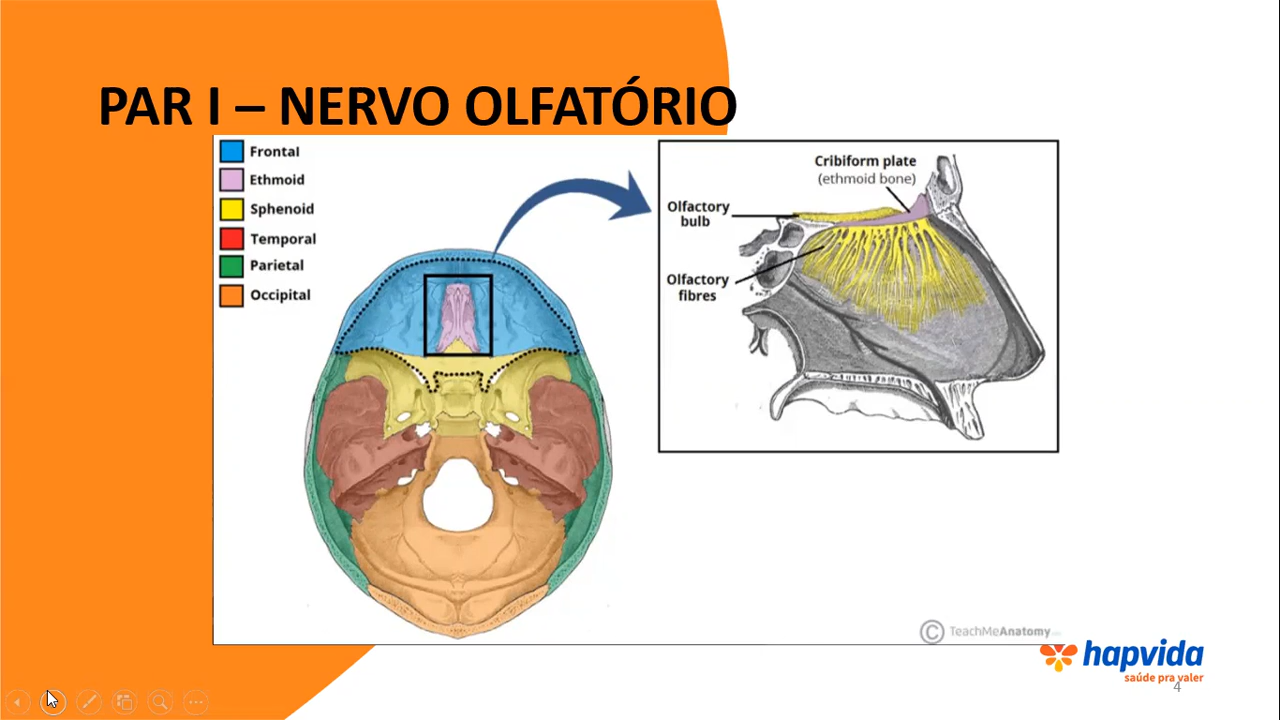 PAR I – NERVO OLFATÓRIO
Frontal
Ethmoid
Sphenoid
Temporal
Parietal
Occipital
Cribiform plate
(ethmoid bone)
Olfactory
bulb
Olfactory
fibres
© TeachMeAnatomy
hapvida
saúde pra valer
4